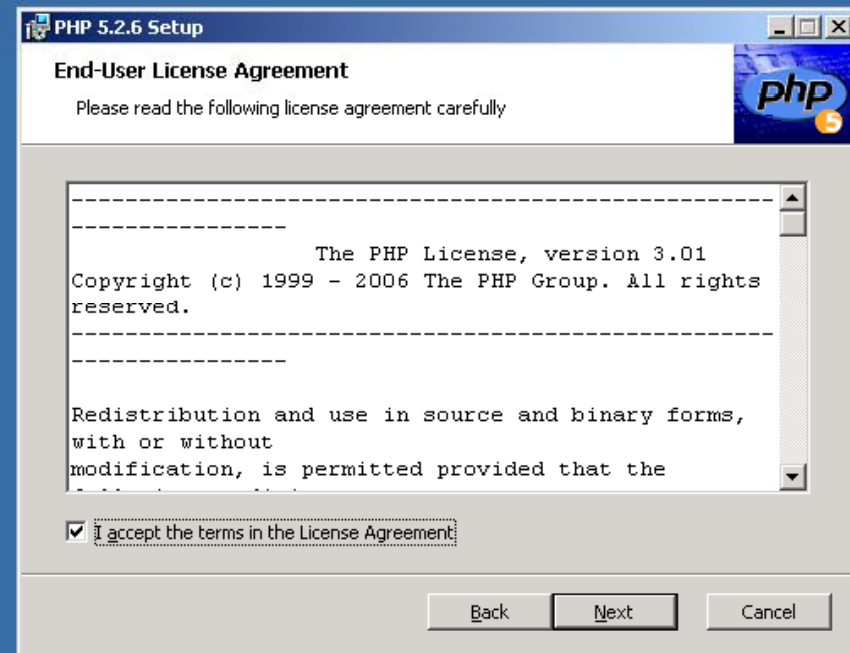 PHP 5.2.6 Setup
End-User License Agreement
Please read the following license agreement carefully
php
5
----------------------------------------------------
----------------
The PHP License, version 3.01
Copyright (c) 1999 - 2006 The PHP Group. All rights
reserved.
----------------------------------------------------
----------------
Redistribution and use in source and binary forms,
with or without
modification, is permitted provided that the
I accept the terms in the License Agreement
Back
Next
Cancel